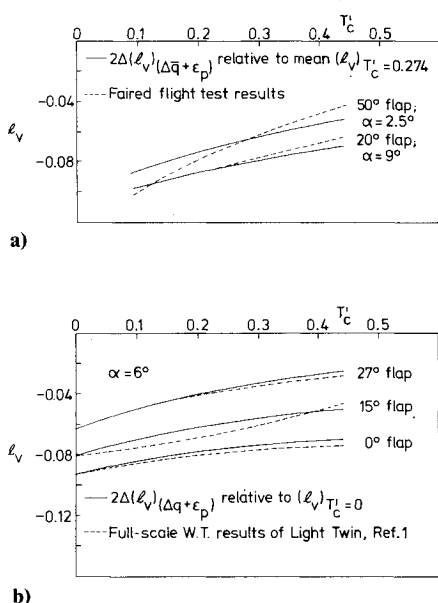 T'c
0 0.1 0.2 0.3 0.4 0.5
2Δ(ℓv)(Δq̄+εp) relative to mean (ℓv)T'c=0.274
Faired flight test results
-0.04
50° flap;
α=2.5°
ℓv
20° flap;
α=9°
-0.08
a)
T'c
0 0.1 0.2 0.3 0.4 0.5
α=6°
27° flap
-0.04
15° flap
ℓv
-0.08
0° flap
2Δ(ℓv)(Δq+εp) relative to (ℓv)T'c=0
-0.12
Full-scale W.T. results of Light Twin, Ref.1
b)